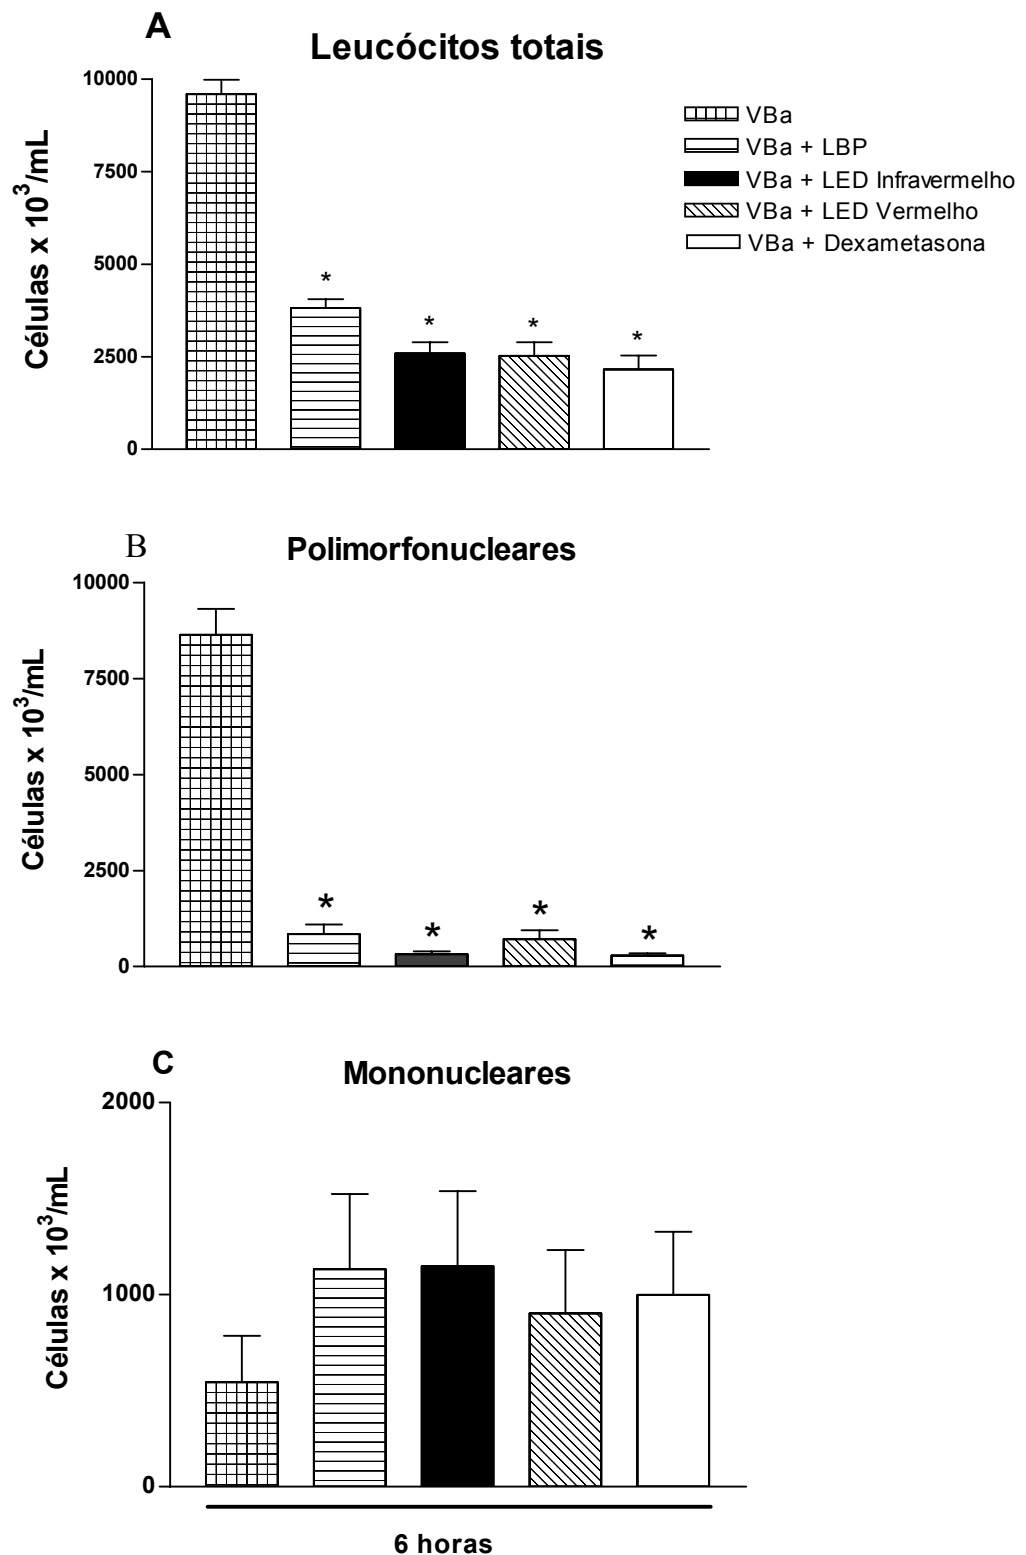 A
Leucócitos totais
Células x 10³/mL
10000
7500
5000
2500
0
*
*
*
*
VBa
VBa + LBP
VBa + LED Infravermelho
VBa + LED Vermelho
VBa + Dexametasona
B
Polimorfonucleares
Células x 10³/mL
10000
7500
5000
2500
0
*
*
*
*
C
Mononucleares
Células x 10³/mL
2000
1000
0
6 horas